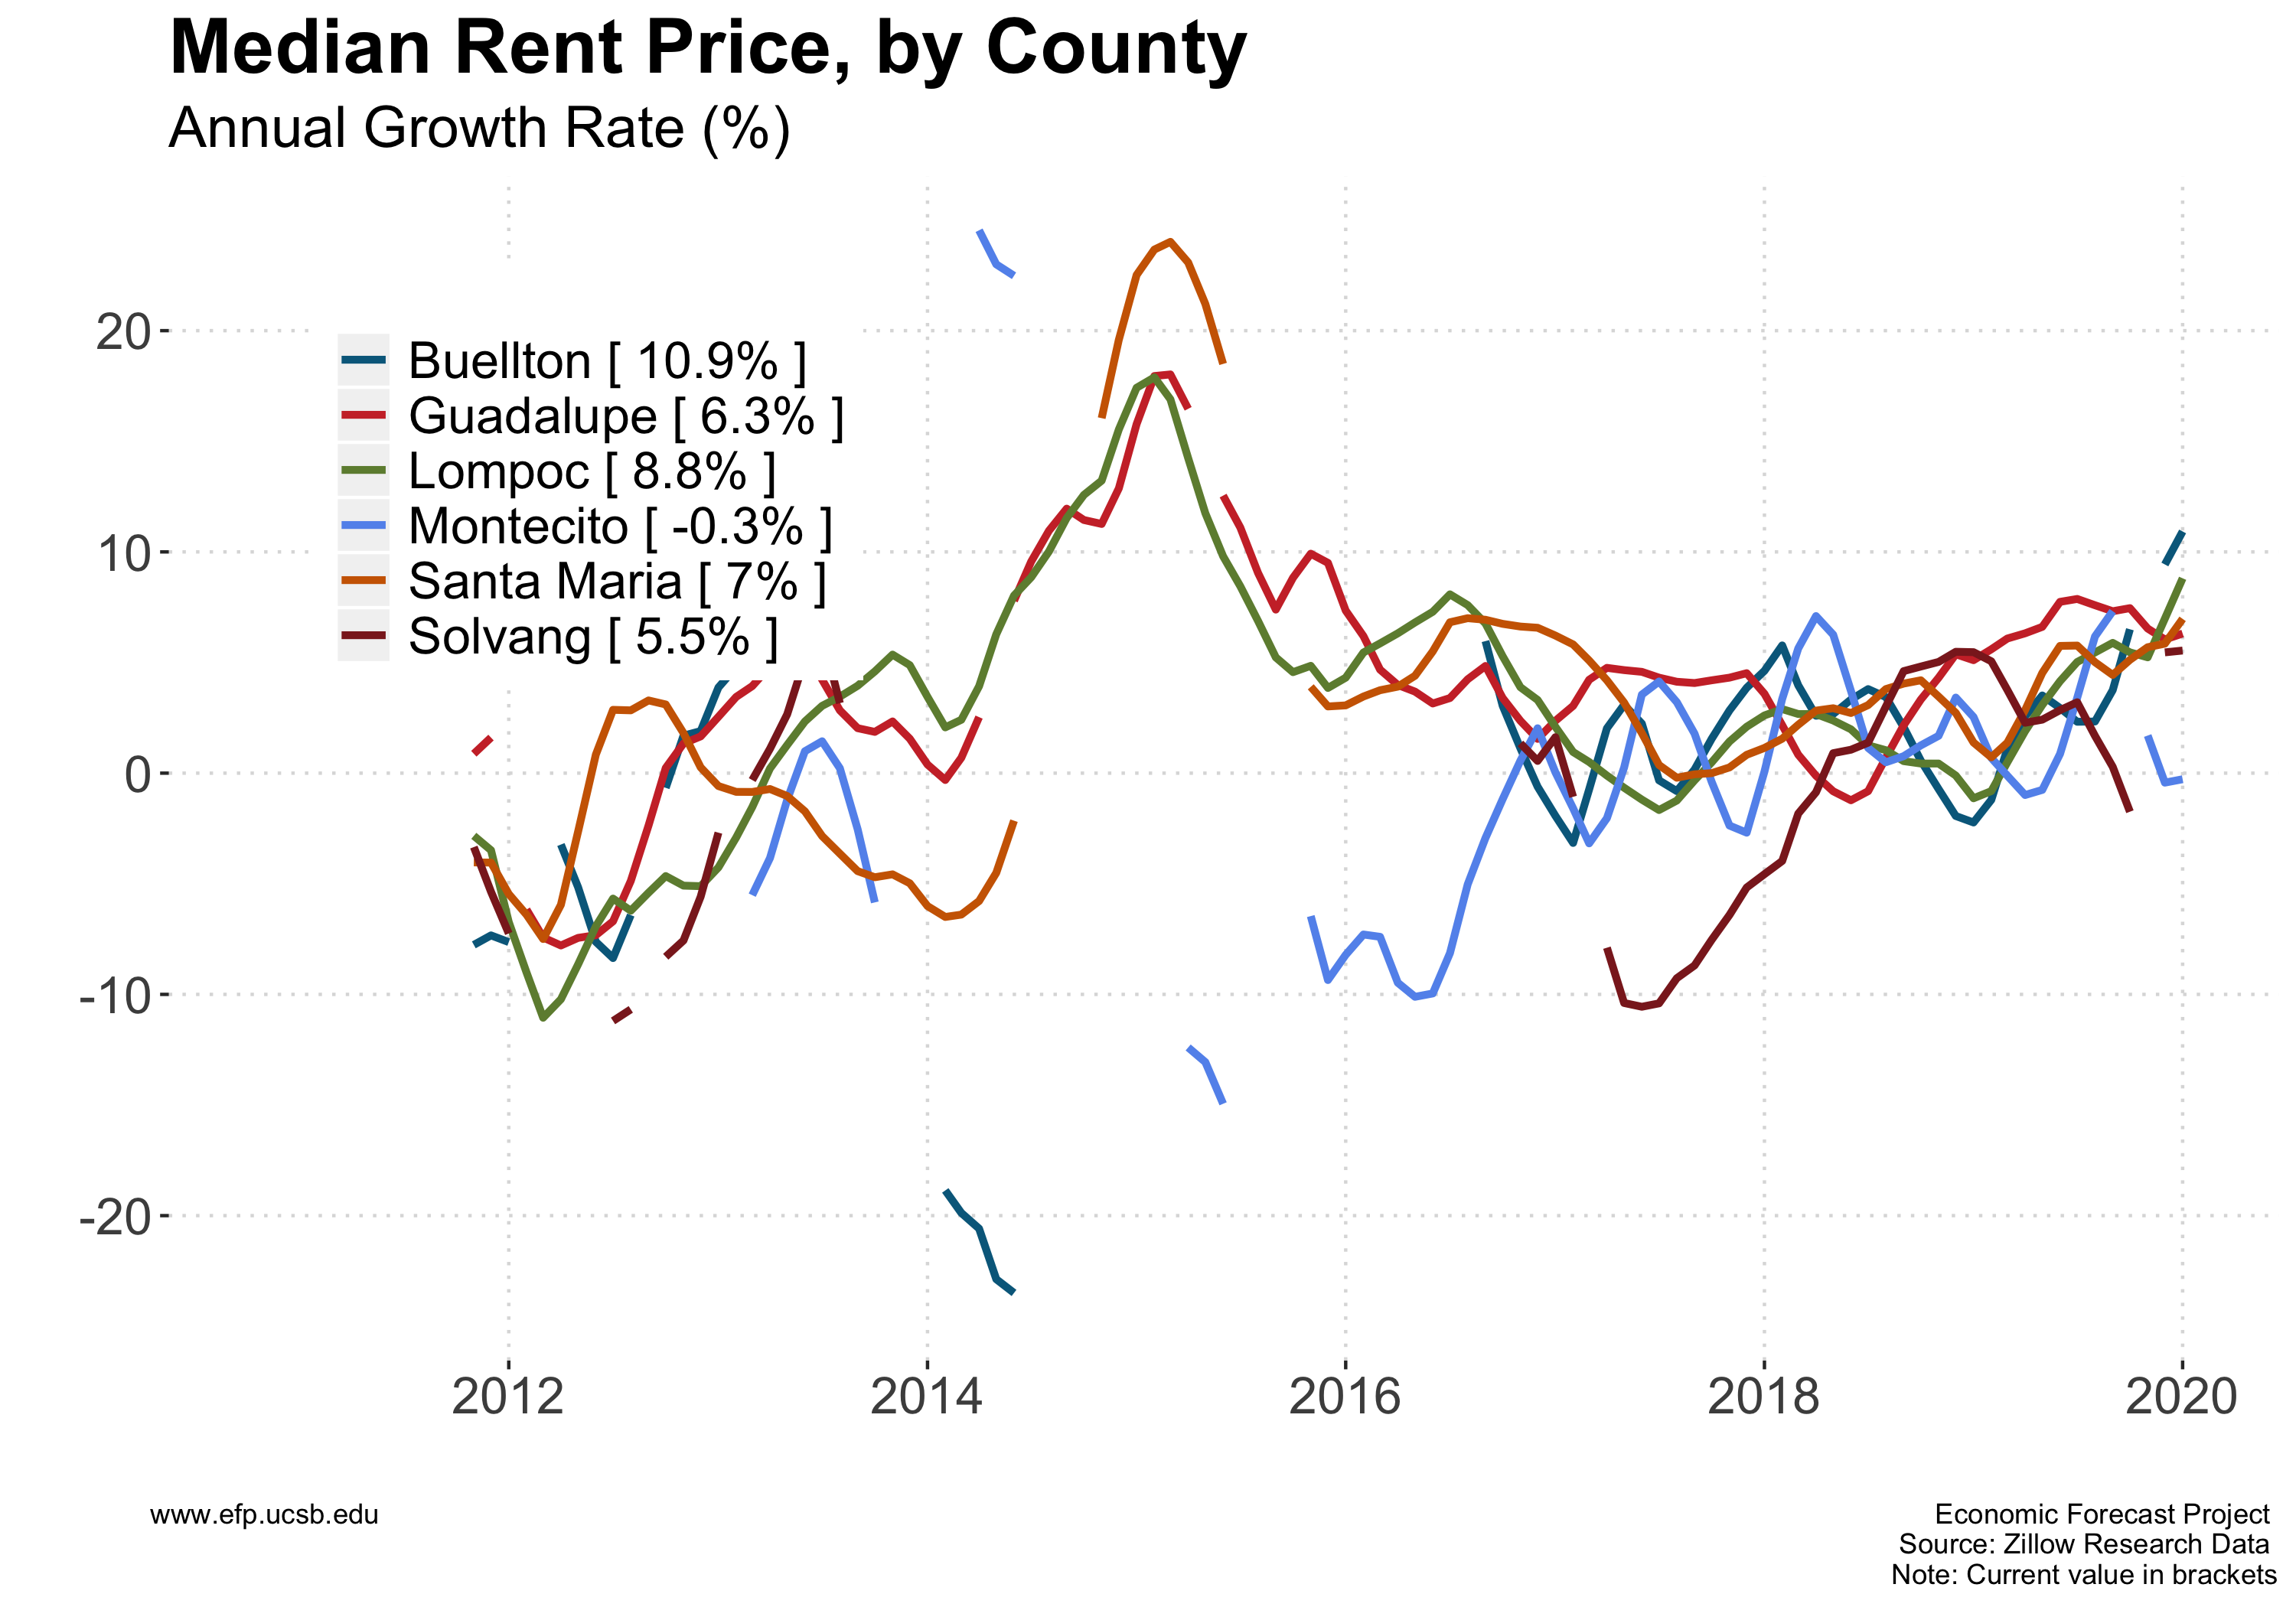 Median Rent Price, by County
Annual Growth Rate (%)
20
10
0
-10
-20
Buellton [ 10.9% ]
Guadalupe [ 6.3% ]
Lompoc [ 8.8% ]
Montecito [ -0.3% ]
Santa Maria [ 7% ]
Solvang [ 5.5% ]
2012 2014 2016 2018 2020
www.efp.ucsb.edu
Economic Forecast Project
Source: Zillow Research Data
Note: Current value in brackets